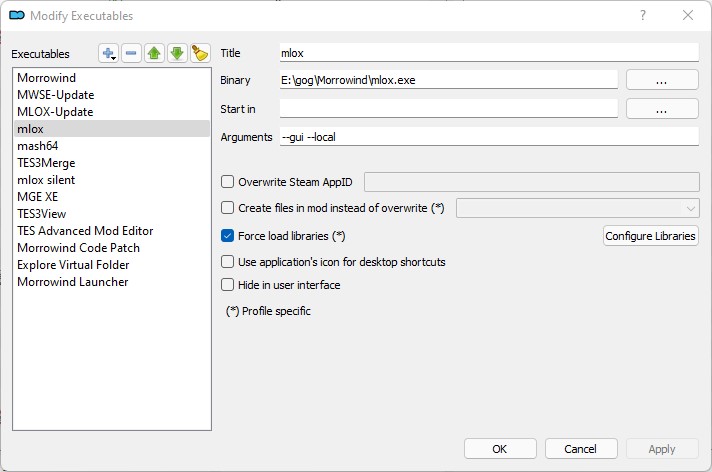 Modify Executables
?
Executables
Morrowind
MWSE-Update
MLOX-Update
mlox
mash64
TES3Merge
mlox silent
MGE XE
TES3View
TES Advanced Mod Editor
Morrowind Code Patch
Explore Virtual Folder
Morrowind Launcher
Title
mlox
Binary
E:\gog\Morrowind\mlox.exe
...
Start in
...
Arguments
--gui --local
Overwrite Steam AppID
Create files in mod instead of overwrite (*)
Force load libraries (*)
Configure Libraries
Use application's icon for desktop shortcuts
Hide in user interface
(*) Profile specific
OK
Cancel
Apply